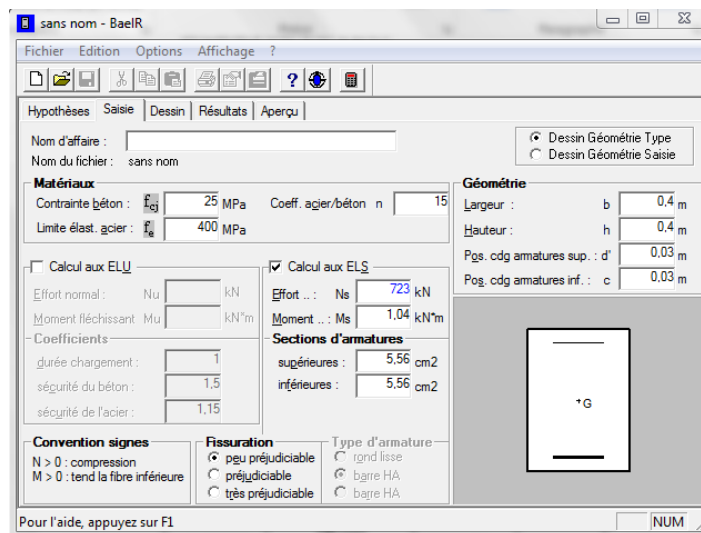 sans nom - BaelR
Fichier Edition Options Affichage ?
Hypothèses Saisie Dessin Résultats Aperçu
Nom d'affaire :
Nom du fichier : sans nom
Dessin Géométrie Type
Dessin Géométrie Saisie
Matériaux
Contrainte béton : fcj 25 MPa Coeff. acier/béton n 15
Limite élast. acier : fe 400 MPa
Géométrie
Largeur : b 0,4 m
Hauteur : h 0,4 m
Pos. cdg armatures sup. : d' 0,03 m
Pos. cdg armatures inf. : c 0,03 m
Calcul aux ELU
Effort normal : Nu kN
Moment fléchissant Mu kN*m
Coefficients
durée chargement : 1
sécurité du béton : 1,5
sécurité de l'acier : 1,15
Calcul aux ELS
Effort .. : Ns 723 kN
Moment .. : Ms 1,04 kN*m
Sections d'armatures
supérieures : 5,56 cm2
inférieures : 5,56 cm2
+G
Convention signes
N > 0 : compression
M > 0 : tend la fibre inférieure
Fissuration
peu préjudiciable
préjudiciable
très préjudiciable
Type d'armature
rond lisse
barre HA
barre HA
Pour l'aide, appuyez sur F1
NUM